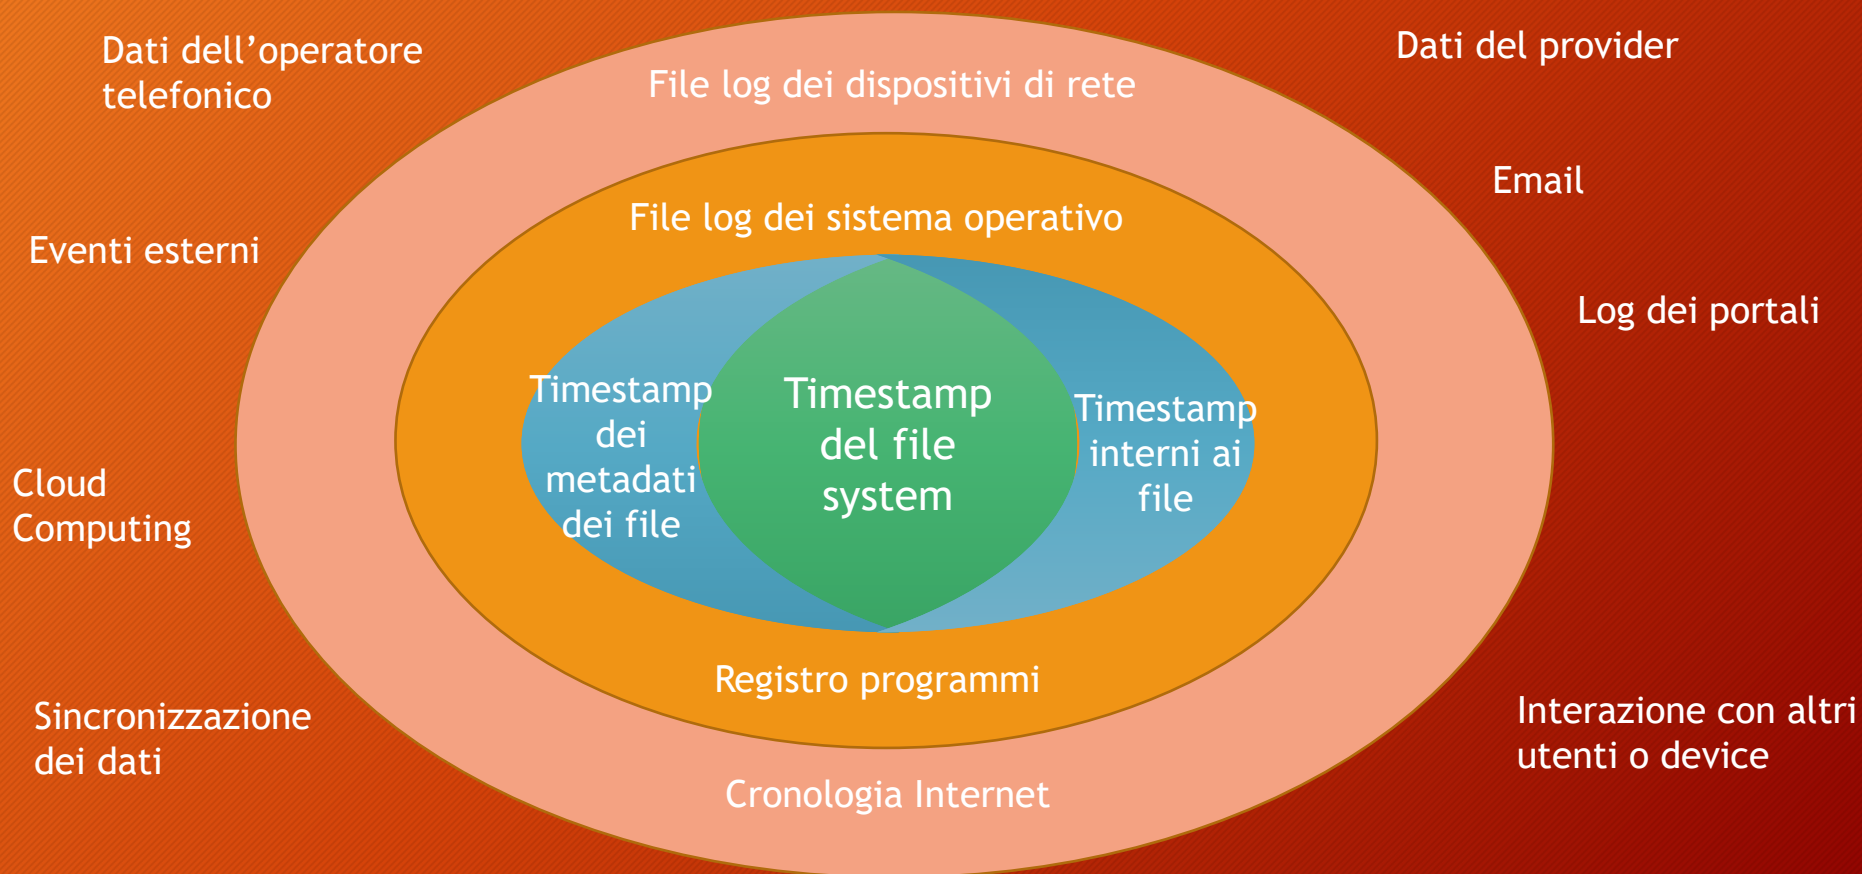 Dati dell’operatore
telefonico
Dati del provider
File log dei dispositivi di rete
Email
File log dei sistema operativo
Eventi esterni
Log dei portali
Timestamp
dei
metadati
dei file
Timestamp
del file
system
Timestamp
interni ai
file
Cloud
Computing
Registro programmi
Sincronizzazione
dei dati
Interazione con altri
utenti o device
Cronologia Internet